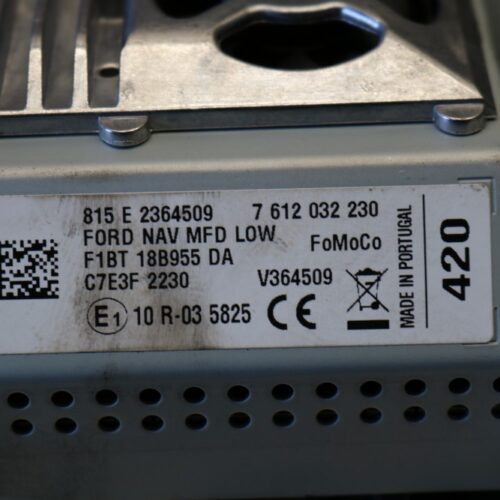 815 E 2364509 7 612 032 230
FORD NAV MFD LOW FoMoCo
F1BT 18B955 DA
C7E3F 2230 V364509
E1 10 R-03 5825 CE
MADE IN PORTUGAL
420